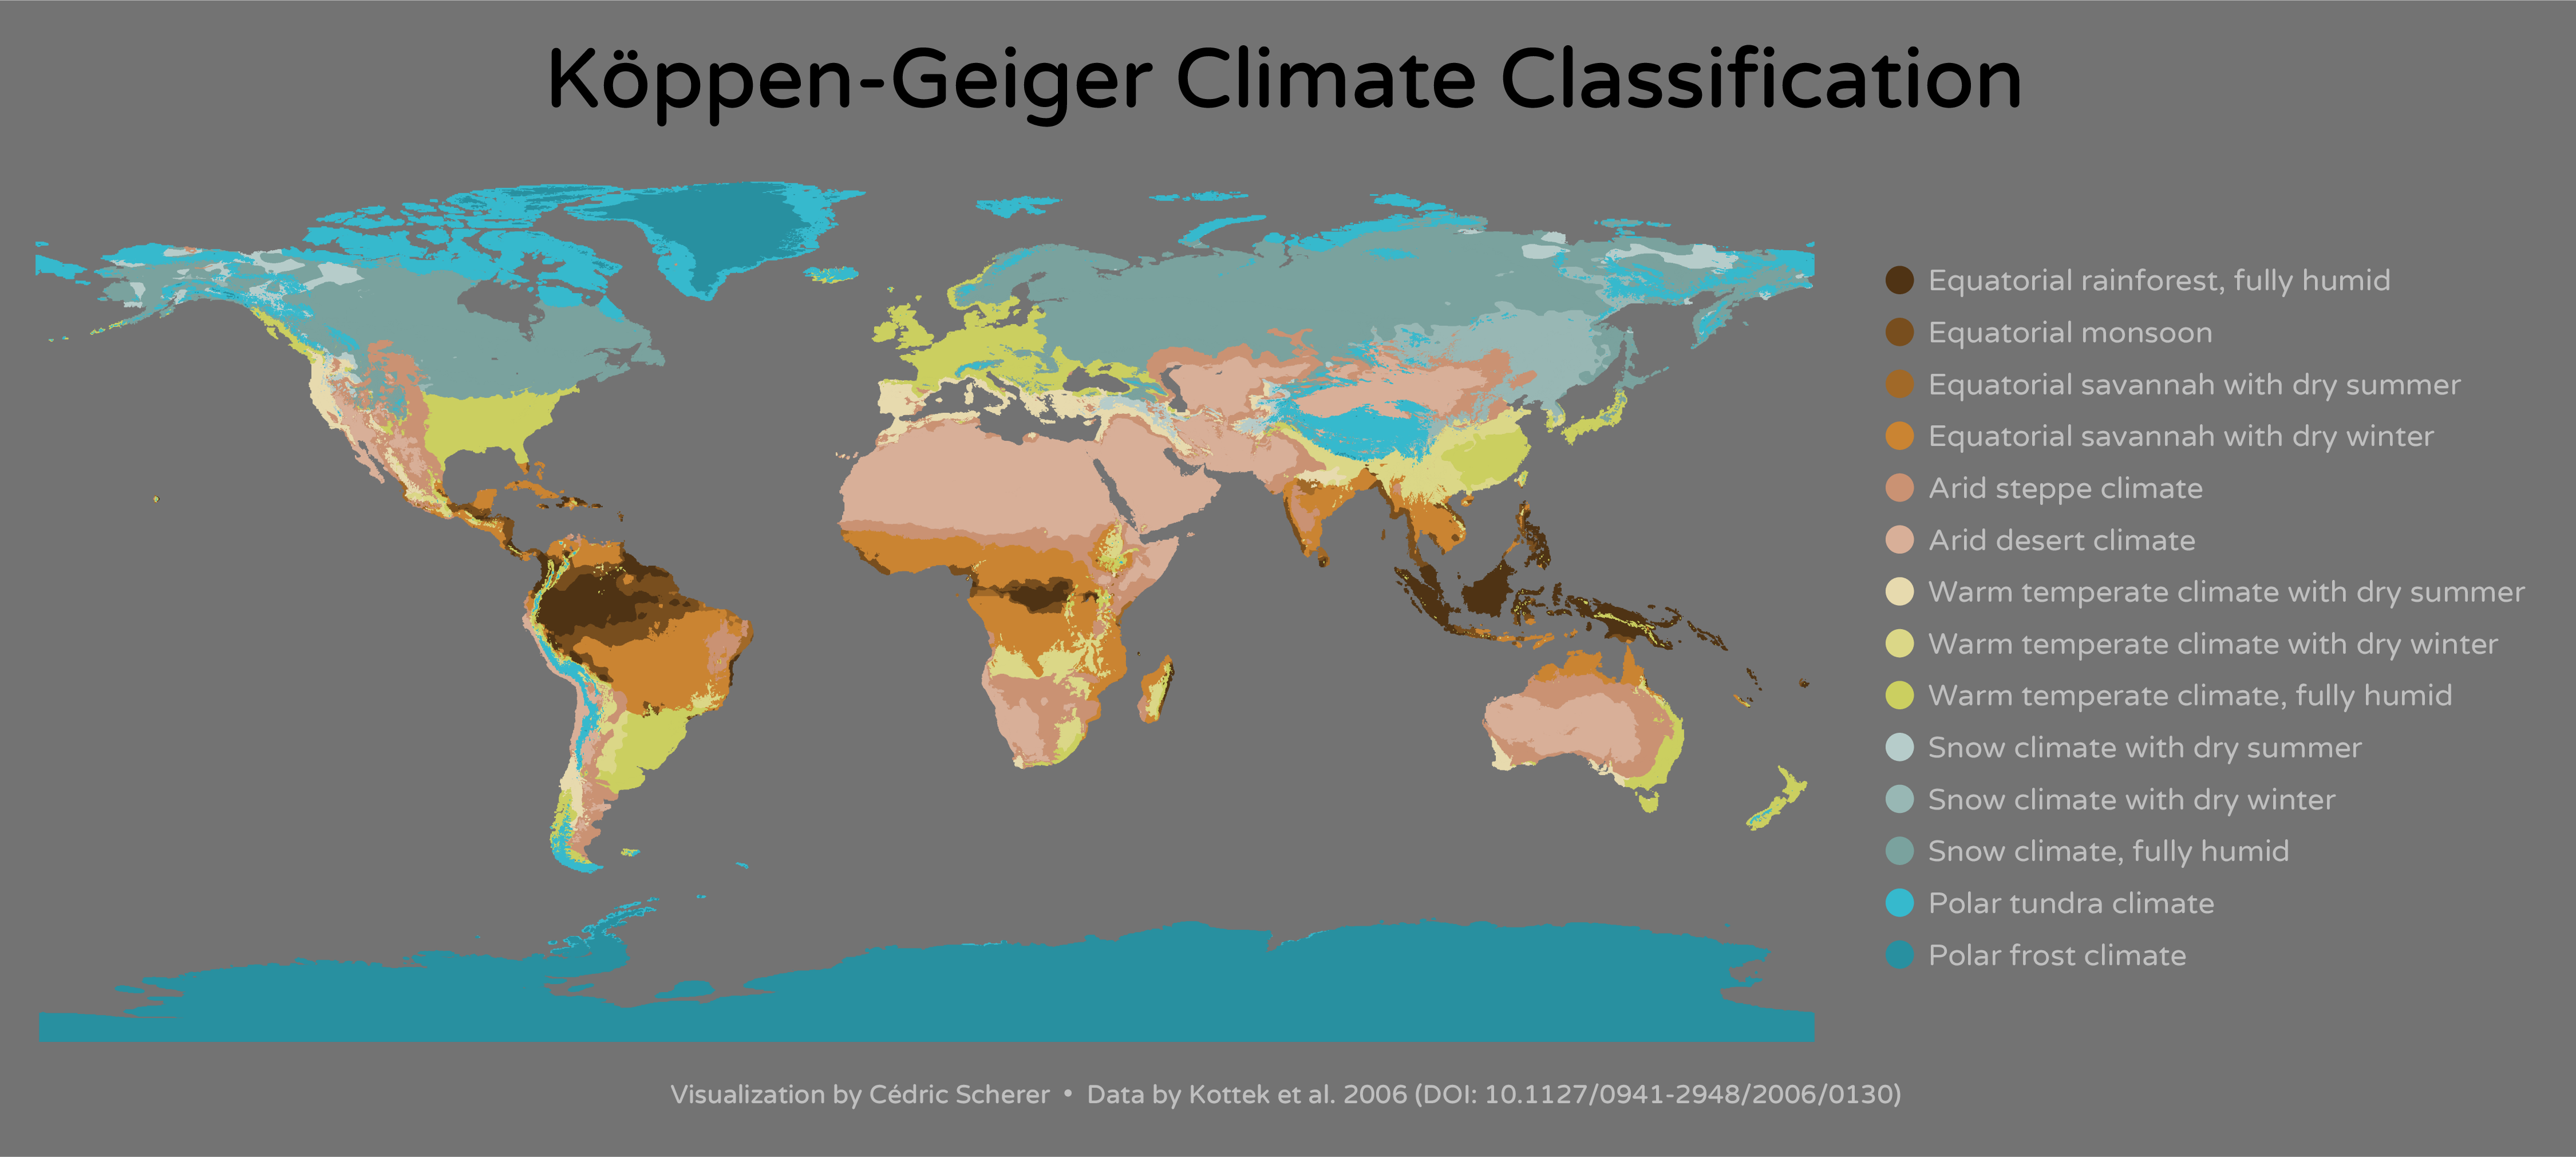 Köppen-Geiger Climate Classification
Equatorial rainforest, fully humid
Equatorial monsoon
Equatorial savannah with dry summer
Equatorial savannah with dry winter
Arid steppe climate
Arid desert climate
Warm temperate climate with dry summer
Warm temperate climate with dry winter
Warm temperate climate, fully humid
Snow climate with dry summer
Snow climate with dry winter
Snow climate, fully humid
Polar tundra climate
Polar frost climate
Visualization by Cédric Scherer • Data by Kottek et al. 2006 (DOI: 10.1127/0941-2948/2006/0130)